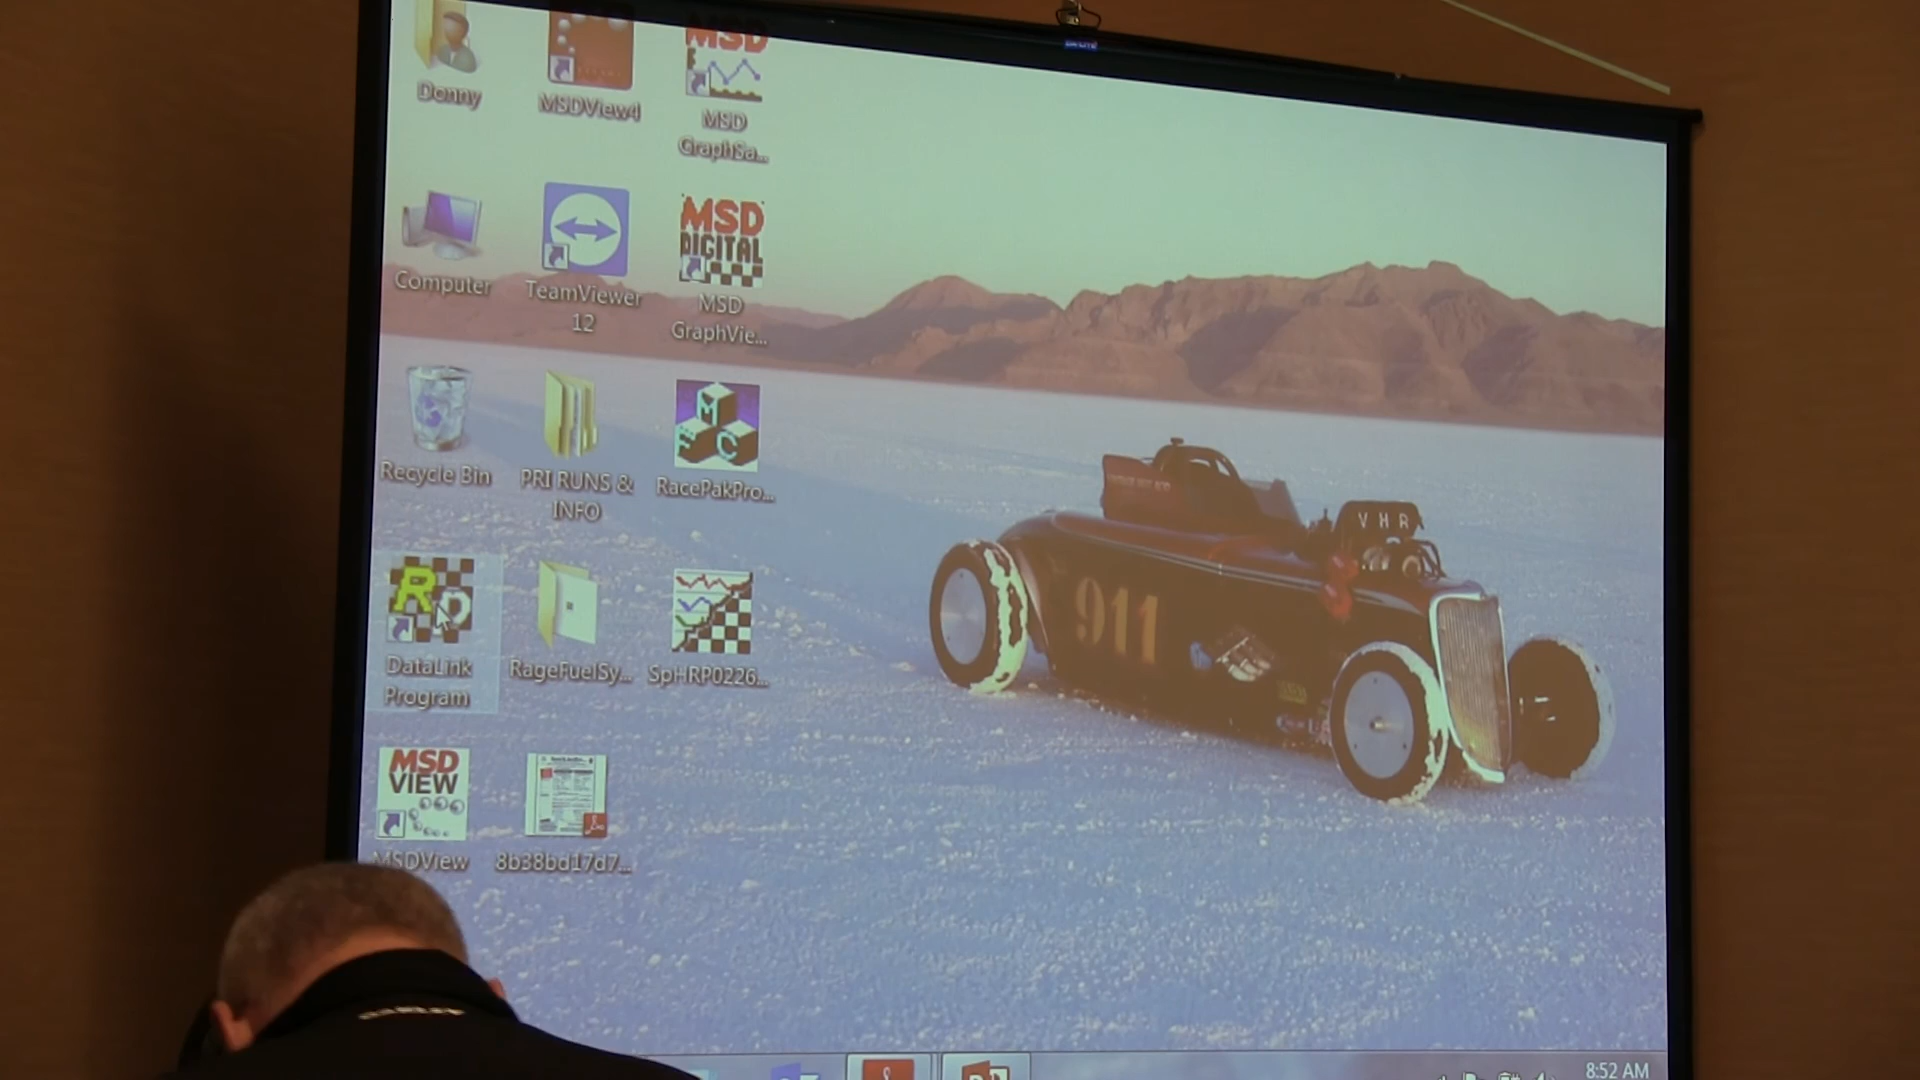 Donny
MSDView4
MSD
MSD
GraphSa...
Computer
TeamViewer
12
MSD
DIGITAL
MSD
GraphVie...
Recycle Bin
PRI RUNS &
INFO
M
F C
RacePakPro...
R
D
DataLink
Program
RageFuelSy...
SpHRP0226...
MSD
VIEW
MSDView
8b38bd17d7...
V H R
911
8:52 AM